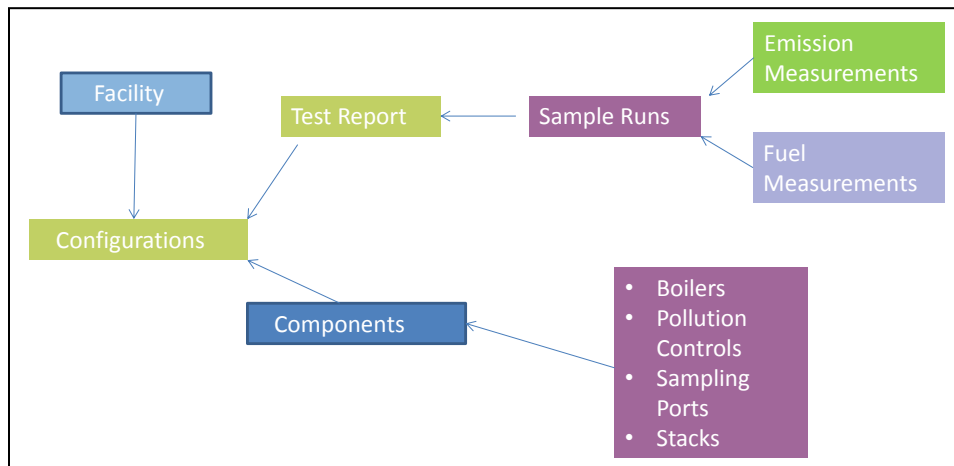 Emission
Measurements
Facility
Test Report
Sample Runs
Fuel
Measurements
Configurations
Components
• Boilers
• Pollution
Controls
• Sampling
Ports
• Stacks